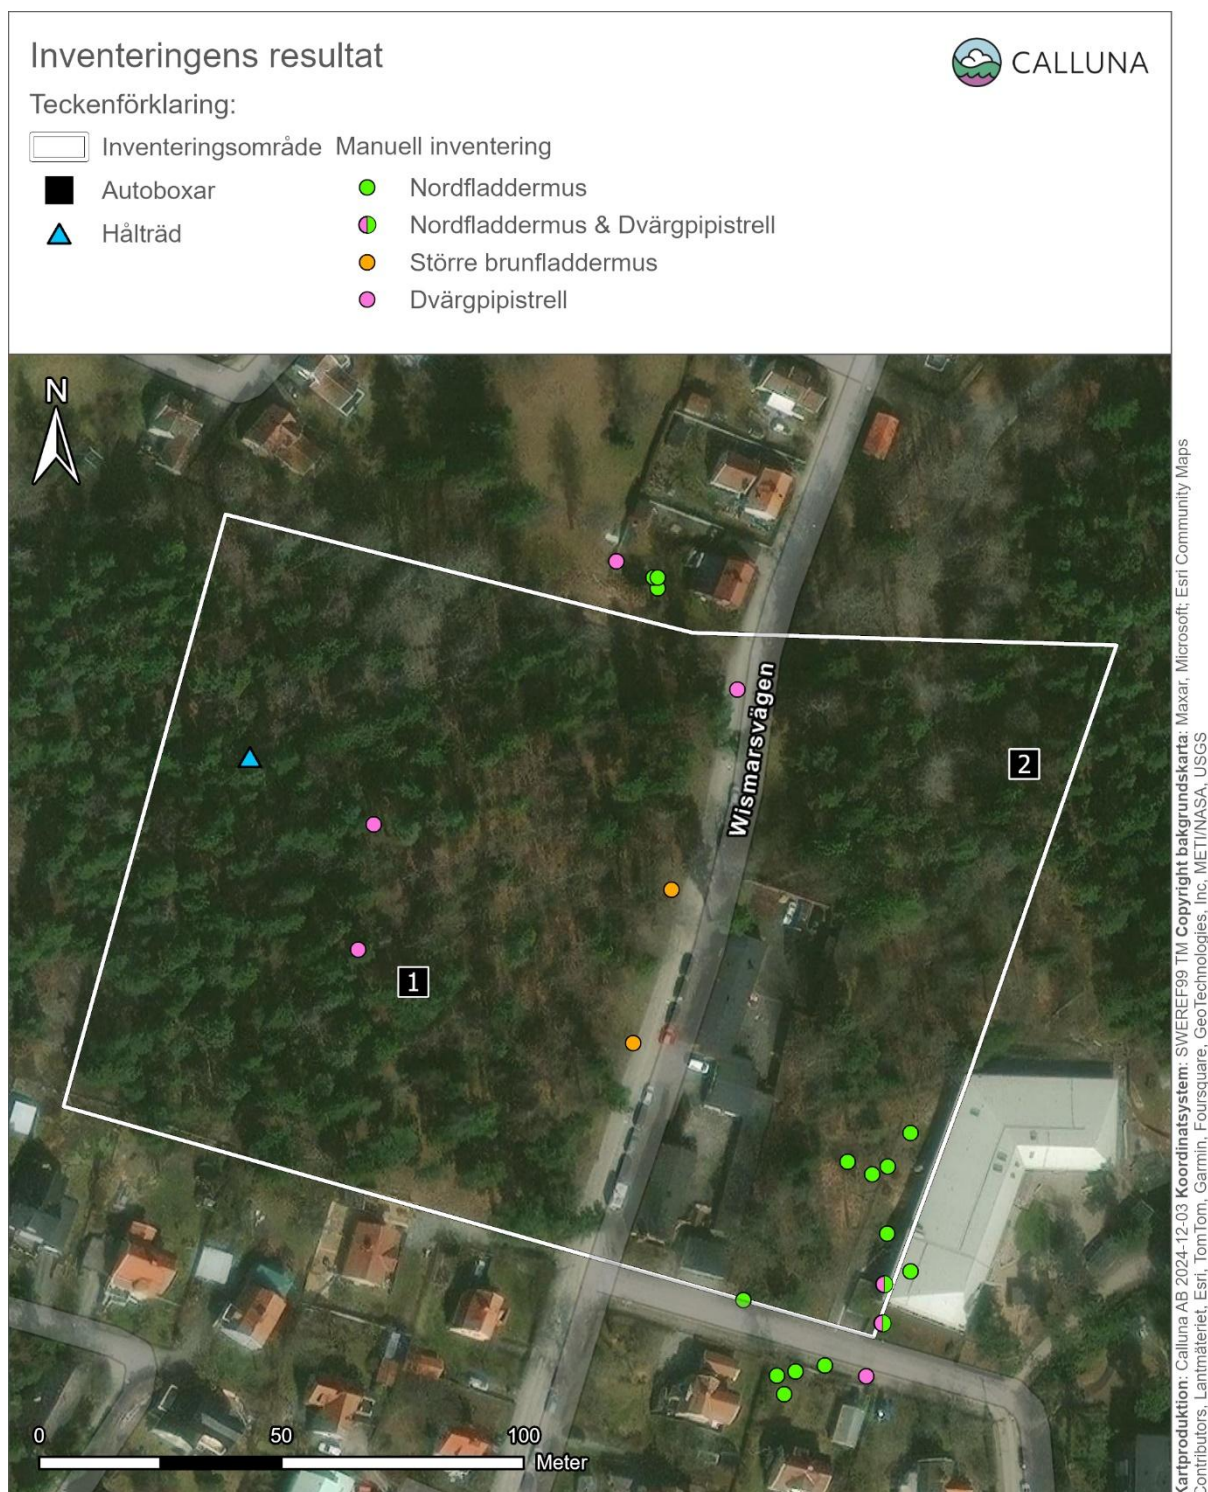 Inventeringens resultat
CALLUNA
Teckenförklaring:
Inventeringsområde
Autoboxar
Hålträd
Manuell inventering
Nordfladdermus
Nordfladdermus & Dvärgpipistrell
Större brunfladdermus
Dvärgpipistrell
N
Wismarsvägen
2
1
0 50 100
Meter
Kartproduktion: Calluna AB 2024-12-03 Koordinatsystem: SWEREF99 TM Copyright bakgrundskarta: Maxar, Microsoft; Esri Community Maps
Contributors, Lantmäteriet, Esri, TomTom, Garmin, Foursquare, GeoTechnologies, Inc, METI/NASA, USGS